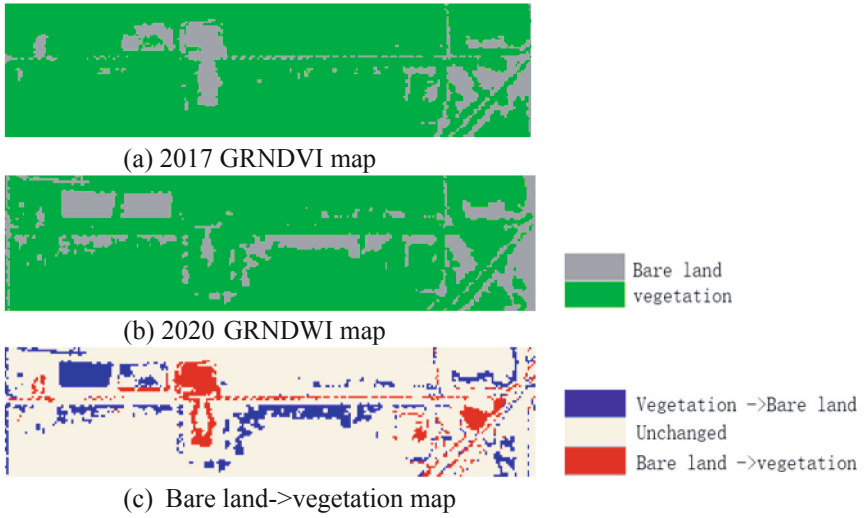 (a) 2017 GRNDVI map
Bare land
vegetation
(b) 2020 GRNDWI map
Vegetation ->Bare land
Unchanged
Bare land ->vegetation
(c) Bare land->vegetation map